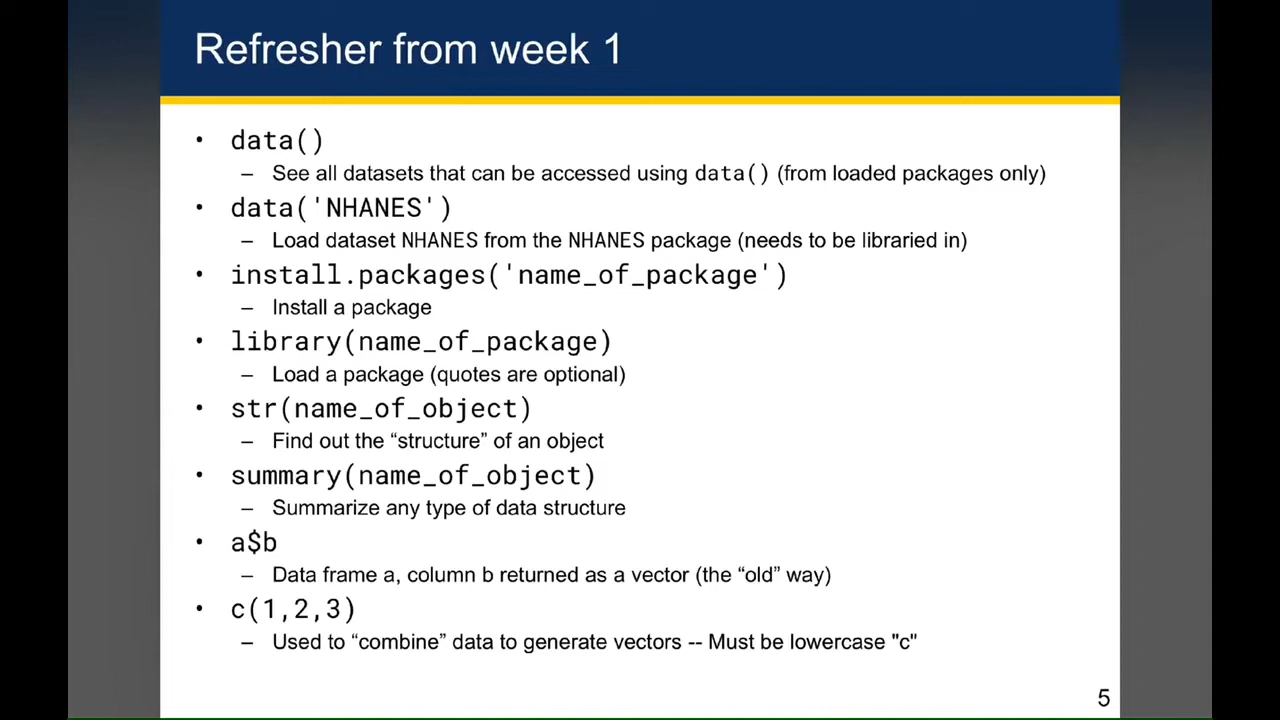 Refresher from week 1
• data()
– See all datasets that can be accessed using data() (from loaded packages only)
• data('NHANES')
– Load dataset NHANES from the NHANES package (needs to be libraried in)
• install.packages('name_of_package')
– Install a package
• library(name_of_package)
– Load a package (quotes are optional)
• str(name_of_object)
– Find out the “structure” of an object
• summary(name_of_object)
– Summarize any type of data structure
• a$b
– Data frame a, column b returned as a vector (the “old” way)
• c(1,2,3)
– Used to “combine” data to generate vectors -- Must be lowercase "c"
5